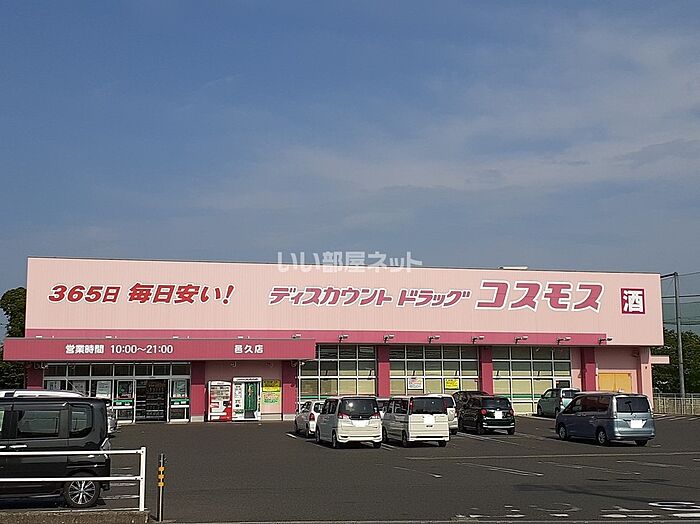 いい部屋ネット
365日 毎日安い!
ディスカウント ドラッグ コスモス
酒
営業時間 10:00〜21:00
邑久店